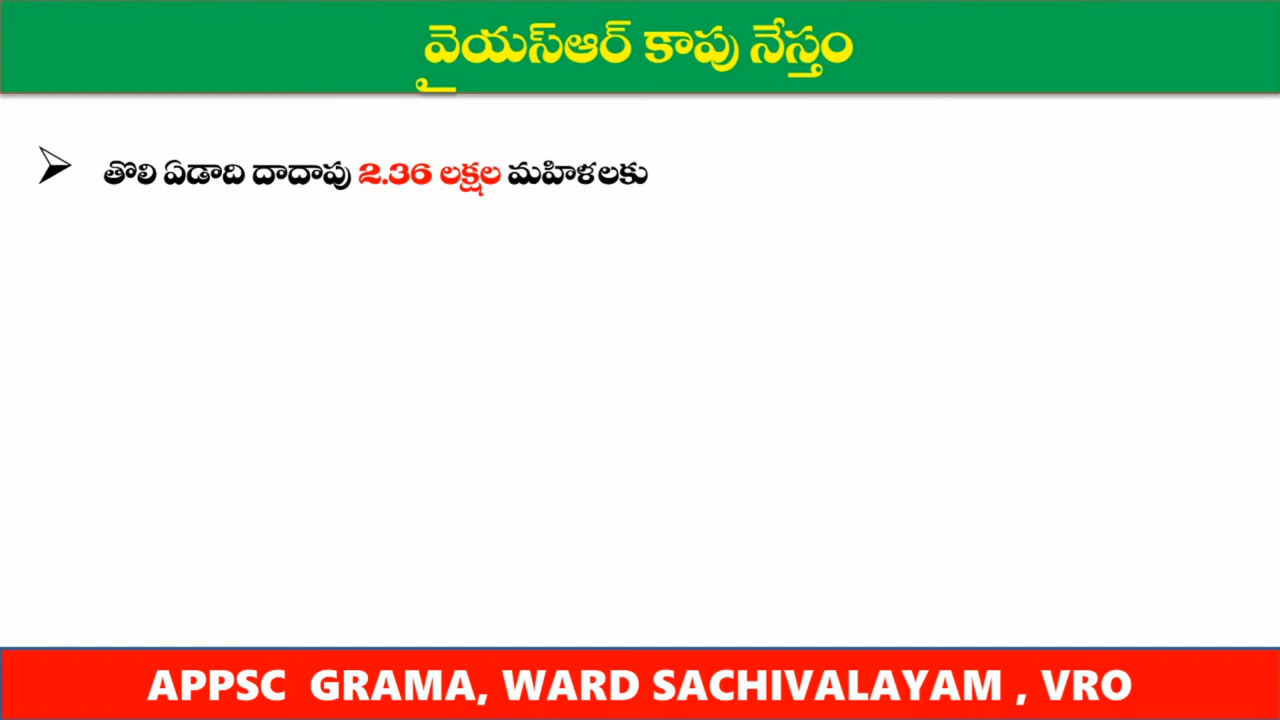 వైయస్ఆర్ కాపు నేస్తం
తొలి ఏడాది దాదాపు 2.36 లక్షల మహిళలకు
APPSC GRAMA, WARD SACHIVALAYAM , VRO